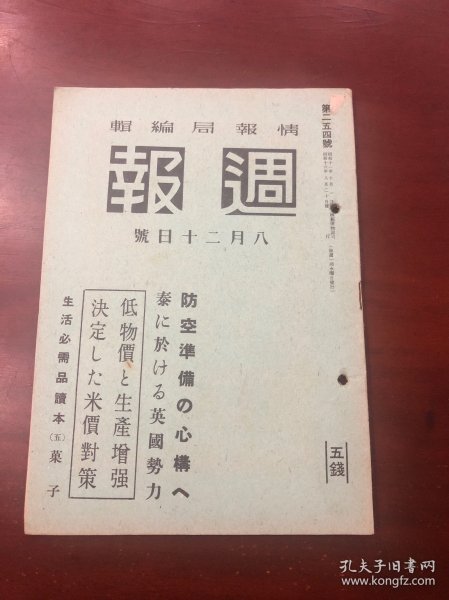 第二五四號
情報局編輯
週報
八月二十日號
防空準備の心構へ
泰に於ける英國勢力
低物價と生產增强
決定した米價對策
生活必需品讀本（五）菓子
五錢
孔夫子旧书网
www.kongfz.com